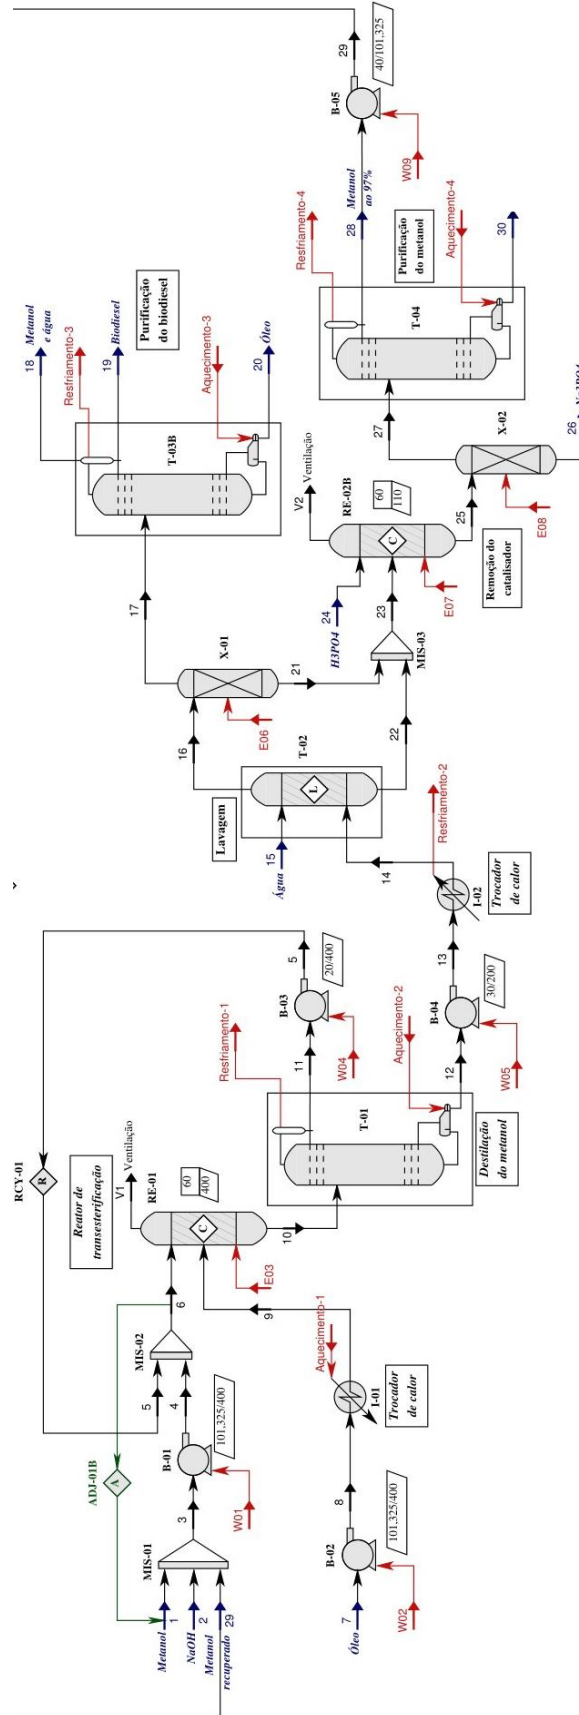 Metanol
1
NaOH
2
Metanol
recuperado
29
MIS-01
3
W01
B-01
101,325/400
4
5
MIS-02
6
ADJ-01B
A
RCY-01
R
Óleo
7
W02
B-02
101,325/400
8
Aquecimento-1
I-01
Trocador
de calor
9
Reator de
transesterificação
RE-01
V1
Ventilação
C
60
400
E03
10
T-01
Destilação
do metanol
Resfriamento-1
11
B-03
W04
20/400
5
Aquecimento-2
12
B-04
W05
30/200
13
I-02
Trocador
de calor
Resfriamento-2
14
Água
15
Lavagem
T-02
L
16
22
E06
X-01
17
21
MIS-03
23
H3PO4
24
RE-02B
V2
Ventilação
C
60
110
E07
Remoção do
catalisador
25
E08
X-02
26
27
T-03B
Purificação
do biodiesel
18
Metanol
e água
Resfriamento-3
19
Biodiesel
Aquecimento-3
20
Óleo
T-04
Purificação
do metanol
Resfriamento-4
28
Metanol
ao 97%
Aquecimento-4
30
B-05
W09
40/101,325
29